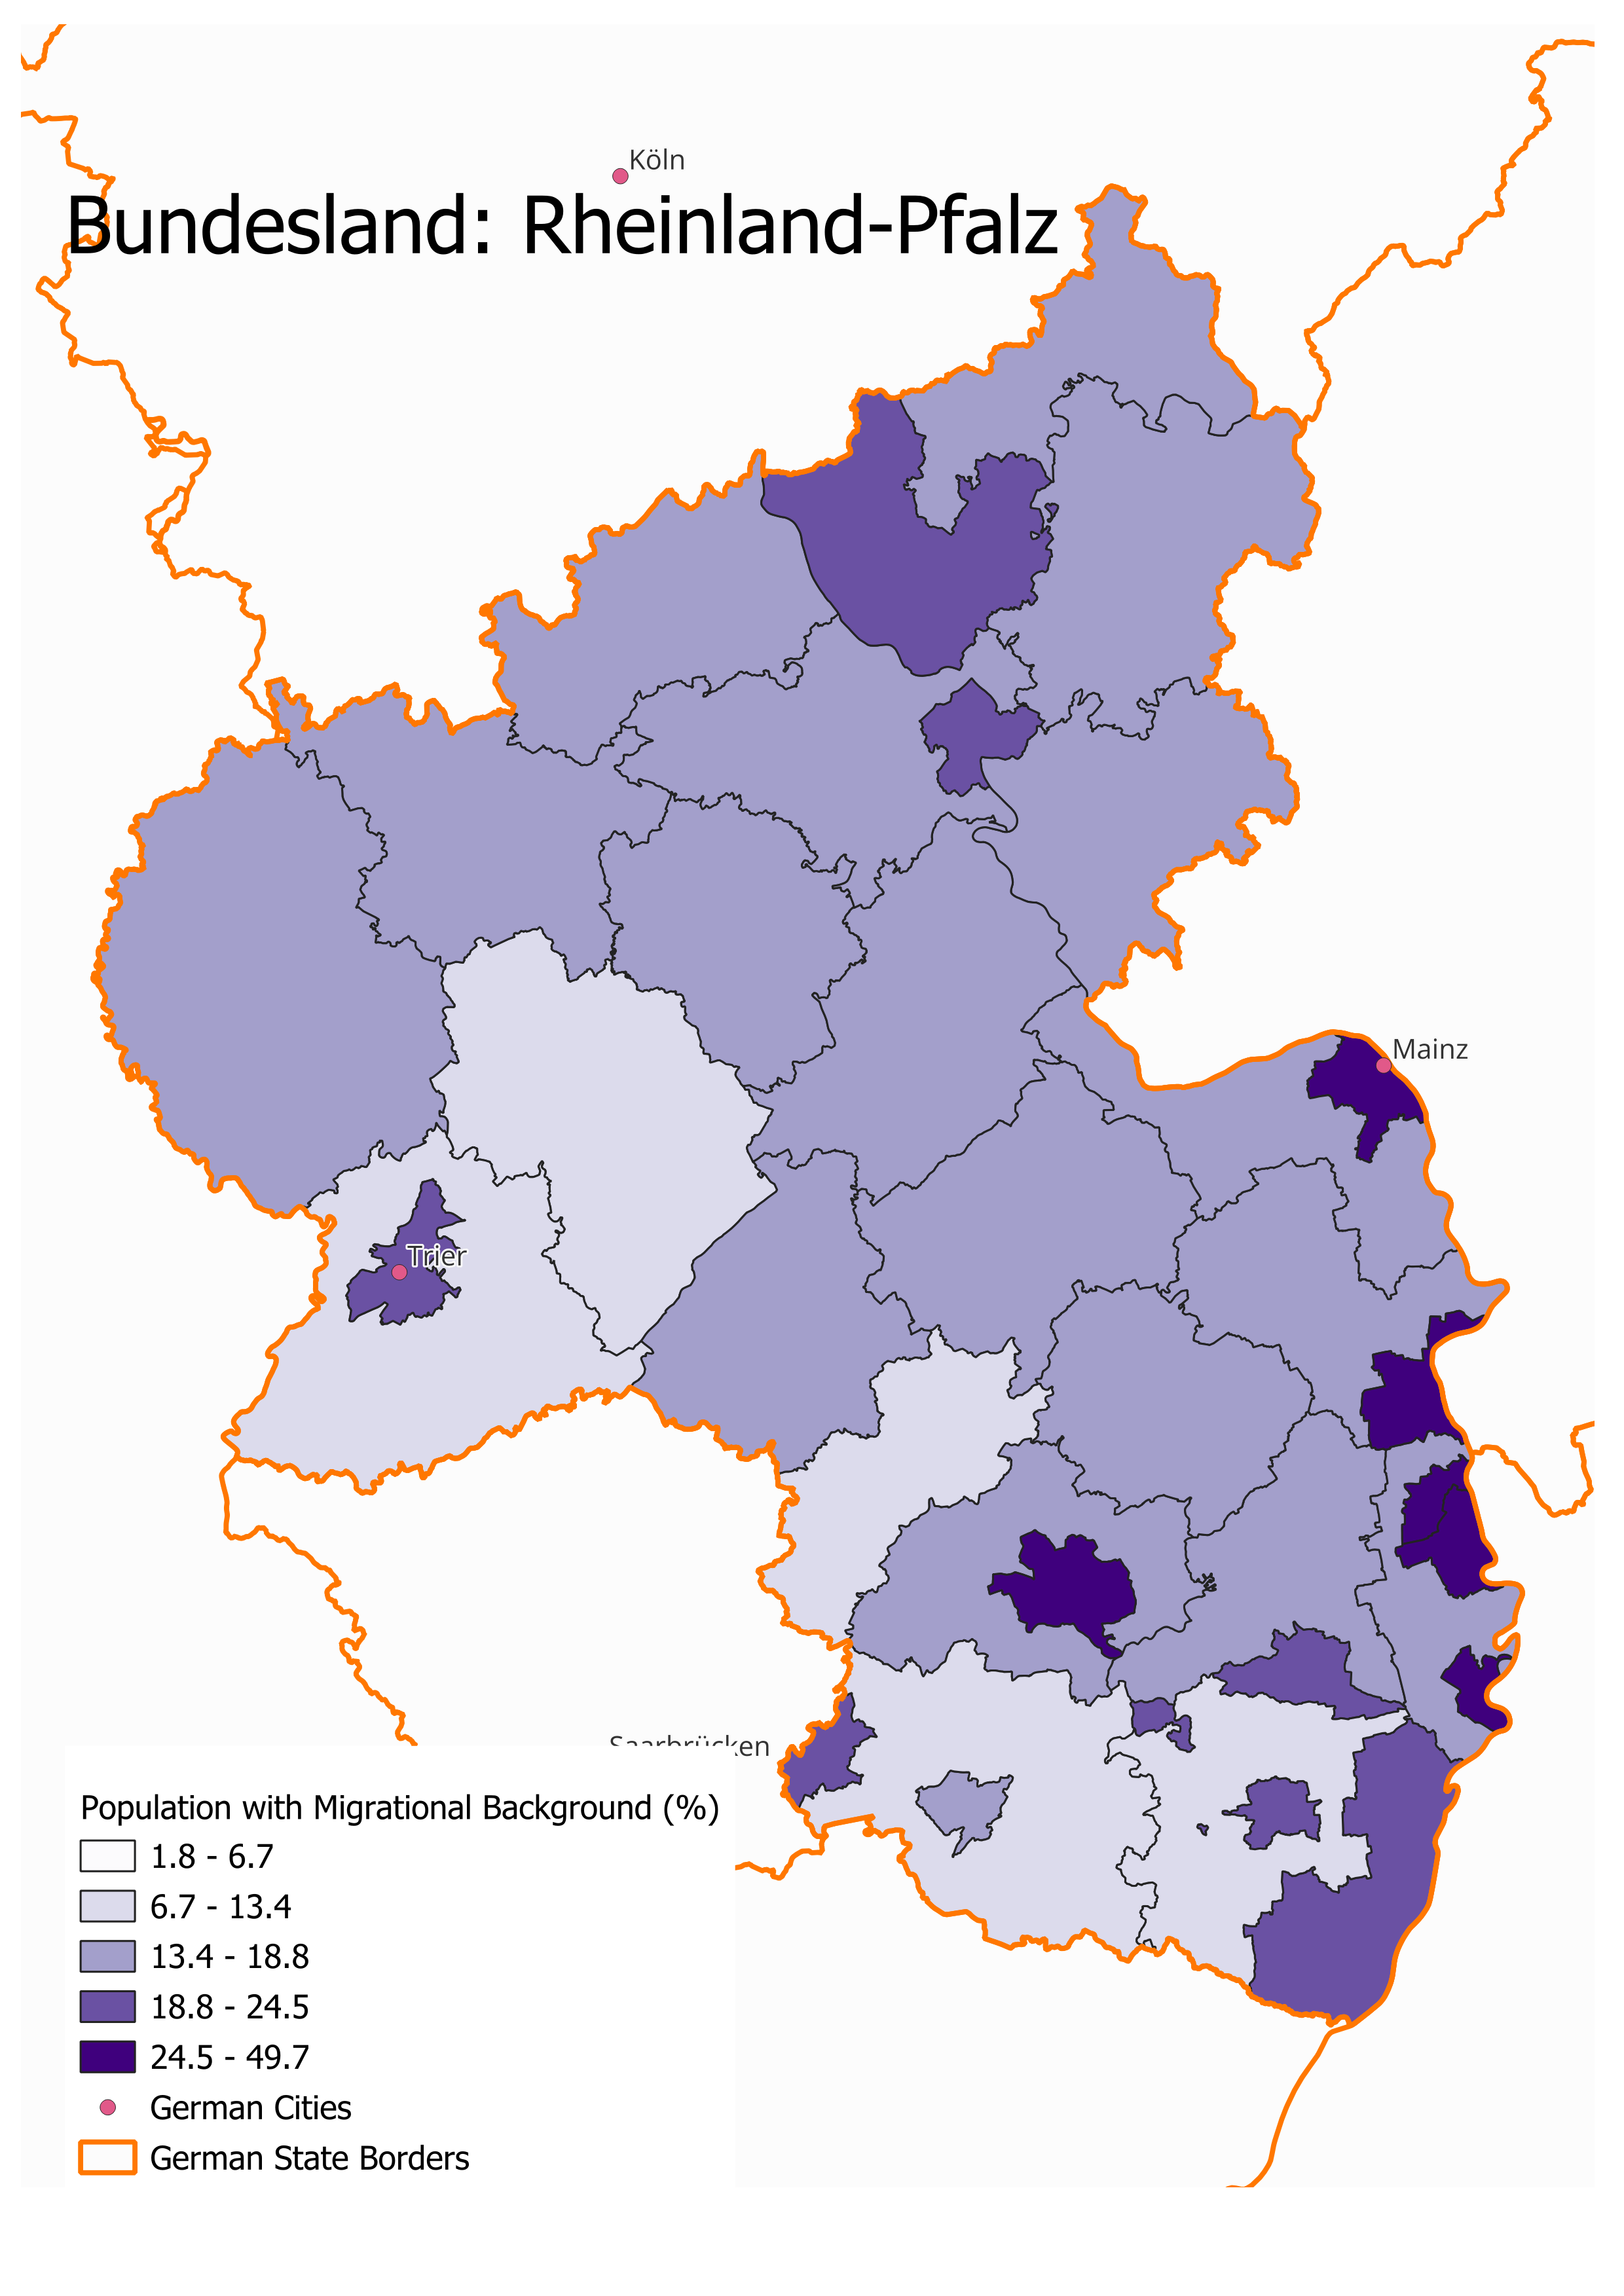 Köln
Bundesland: Rheinland-Pfalz
Mainz
Trier
Saarbrücken
Population with Migrational Background (%)
1.8 - 6.7
6.7 - 13.4
13.4 - 18.8
18.8 - 24.5
24.5 - 49.7
German Cities
German State Borders